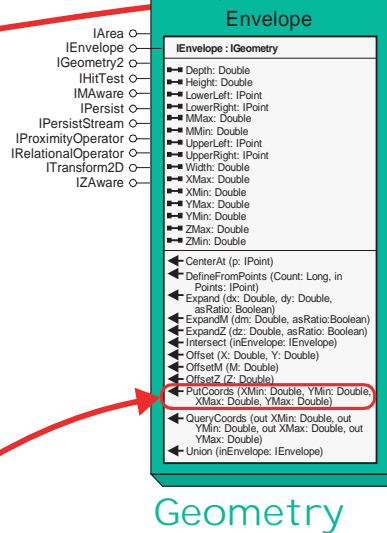 Envelope
IArea
IEnvelope
IGeometry2
IHitTest
IMAware
IPersist
IPersistStream
IProximityOperator
IRelationalOperator
ITransform2D
IZAware
IEnvelope : IGeometry
Depth: Double
Height: Double
LowerLeft: IPoint
LowerRight: IPoint
MMax: Double
MMin: Double
UpperLeft: IPoint
UpperRight: IPoint
Width: Double
XMax: Double
XMin: Double
YMax: Double
YMin: Double
ZMax: Double
ZMin: Double
CenterAt (p: IPoint)
DefineFromPoints (Count: Long, in
Points: IPoint)
Expand (dx: Double, dy: Double,
asRatio: Boolean)
ExpandM (dm: Double, asRatio:Boolean)
ExpandZ (dz: Double, asRatio: Boolean)
Intersect (inEnvelope: IEnvelope)
Offset (X: Double, Y: Double)
OffsetM (M: Double)
OffsetZ (Z: Double)
PutCoords (XMin: Double, YMin: Double,
XMax: Double, YMax: Double)
QueryCoords (out XMin: Double, out
YMin: Double, out XMax: Double, out
YMax: Double)
Union (inEnvelope: IEnvelope)
Geometry